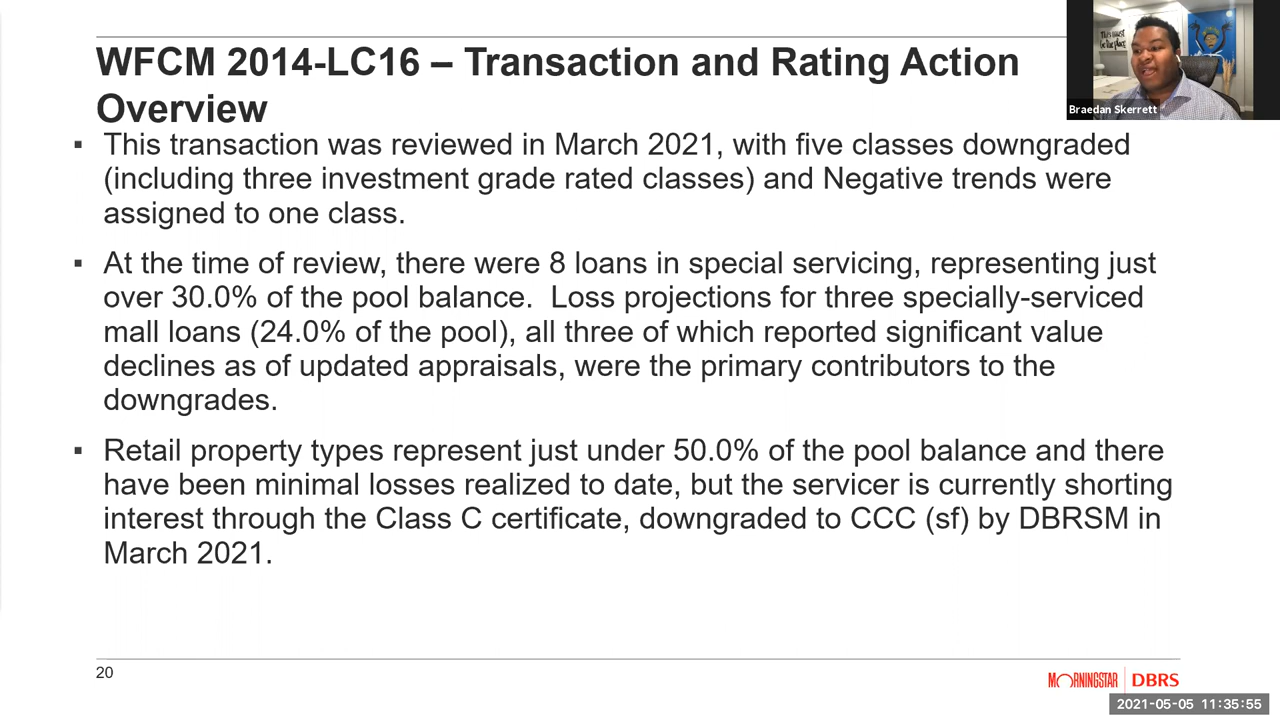 WFCM 2014-LC16 – Transaction and Rating Action
Overview
▪ This transaction was reviewed in March 2021, with five classes downgraded
(including three investment grade rated classes) and Negative trends were
assigned to one class.
▪ At the time of review, there were 8 loans in special servicing, representing just
over 30.0% of the pool balance.  Loss projections for three specially-serviced
mall loans (24.0% of the pool), all three of which reported significant value
declines as of updated appraisals, were the primary contributors to the
downgrades.
▪ Retail property types represent just under 50.0% of the pool balance and there
have been minimal losses realized to date, but the servicer is currently shorting
interest through the Class C certificate, downgraded to CCC (sf) by DBRSM in
March 2021.
20
MORNINGSTAR | DBRS
Braedan Skerrett
2021-05-05 11:35:55